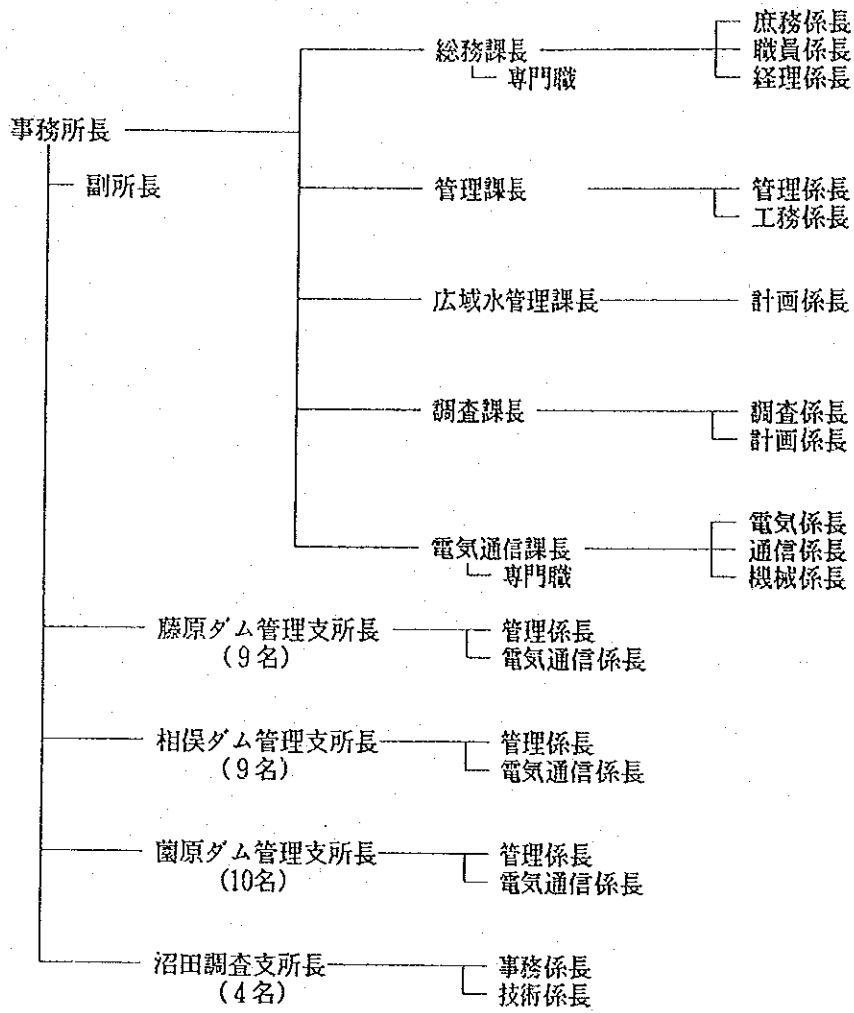 庶務係長
総務課長
職員係長
専門職
経理係長
事務所長
副所長
管理課長
管理係長
工務係長
広域水管理課長
計画係長
調査課長
調査係長
計画係長
電気係長
電気通信課長
通信係長
専門職
機械係長
藤原ダム管理支所長
管理係長
(9名)
電気通信係長
相俣ダム管理支所長
管理係長
(9名)
電気通信係長
薗原ダム管理支所長
管理係長
(10名)
電気通信係長
沼田調査支所長
事務係長
(4名)
技術係長